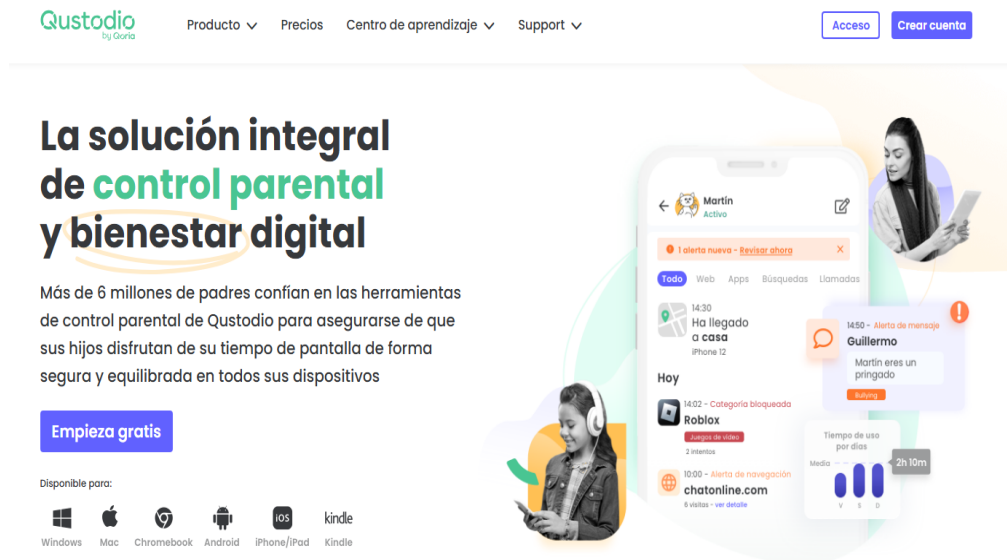 Qustodio
by Qoria
Producto
Precios
Centro de aprendizaje
Support
Acceso
Crear cuenta
La solución integral
de control parental
y bienestar digital
Más de 6 millones de padres confían en las herramientas
de control parental de Qustodio para asegurarse de que
sus hijos disfrutan de su tiempo de pantalla de forma
segura y equilibrada en todos sus dispositivos
Empieza gratis
Disponible para:
Windows
Mac
Chromebook
Android
iOS
iPhone/iPad
kindle
Kindle
Martín
Activo
1 alerta nueva - Revisar ahora
X
Todo Web Apps Búsquedas Llamadas
14:30
Ha llegado
a casa
iPhone 12
Hoy
14:02 - Categoría bloqueada
Roblox
Juegos de vídeo
2 intentos
10:00 - Alerta de navegación
chatonline.com
6 visitas - ver detalle
14:50 - Alerta de mensaje
Guillermo
Martín eres un
pringado
Bullying
!
Tiempo de uso
por días
Media
2h 10m
V S D